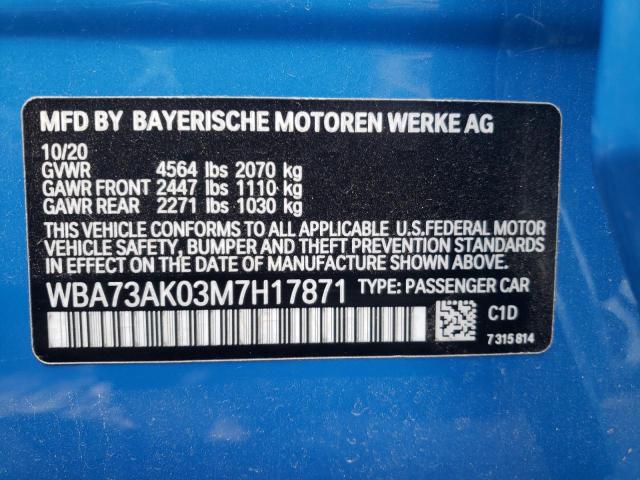 MFD BY BAYERISCHE MOTOREN WERKE AG
10/20
GVWR 4564 lbs 2070 kg
GAWR FRONT 2447 lbs 1110 kg
GAWR REAR 2271 lbs 1030 kg
THIS VEHICLE CONFORMS TO ALL APPLICABLE U.S.FEDERAL MOTOR
VEHICLE SAFETY, BUMPER AND THEFT PREVENTION STANDARDS
IN EFFECT ON THE DATE OF MANUFACTURE SHOWN ABOVE.
WBA73AK03M7H17871 TYPE: PASSENGER CAR
C1D
7315814